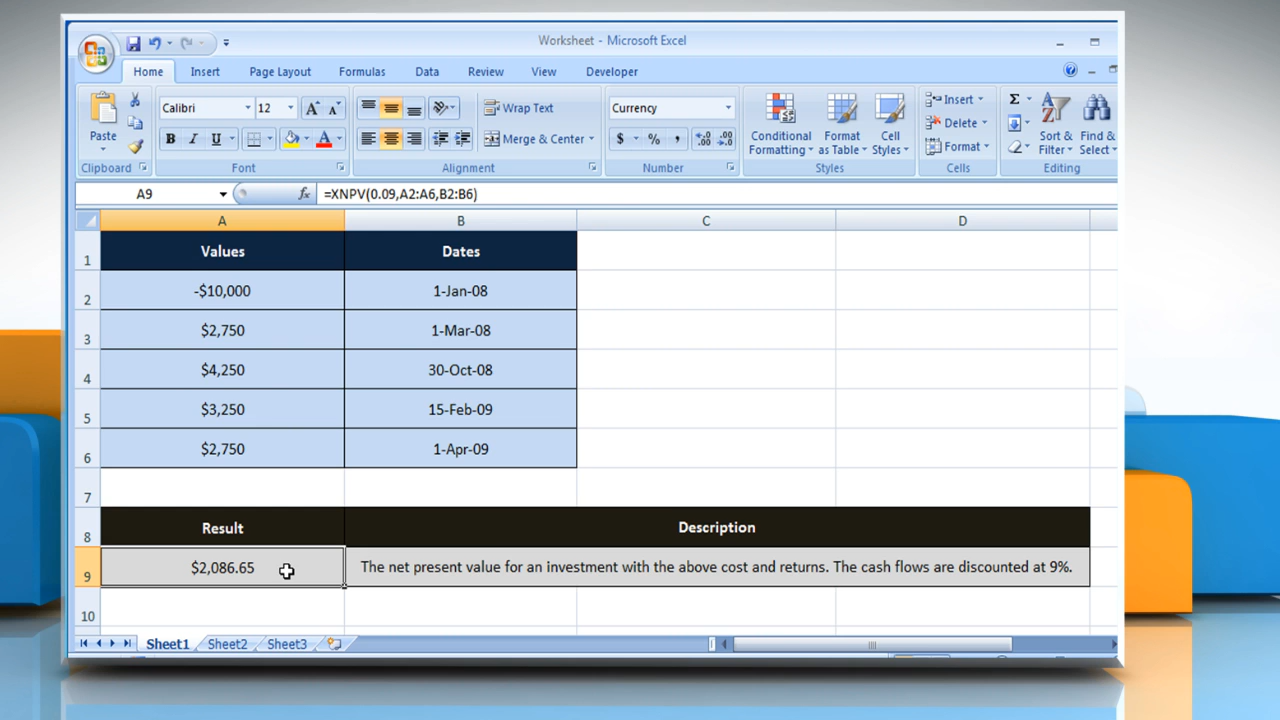 Worksheet - Microsoft Excel
Home Insert Page Layout Formulas Data Review View Developer
Calibri 12 Wrap Text Currency Insert
Paste B I U Merge & Center $ % , Conditional Formatting Format as Table Cell Styles Delete Σ Sort & Filter Find & Select
Format
Clipboard Font Alignment Number Styles Cells Editing
A9 fx =XNPV(0.09,A2:A6,B2:B6)
A B C D
1 Values Dates
2 -$10,000 1-Jan-08
3 $2,750 1-Mar-08
4 $4,250 30-Oct-08
5 $3,250 15-Feb-09
6 $2,750 1-Apr-09
7
8 Result Description
9 $2,086.65 The net present value for an investment with the above cost and returns. The cash flows are discounted at 9%.
10
Sheet1 Sheet2 Sheet3